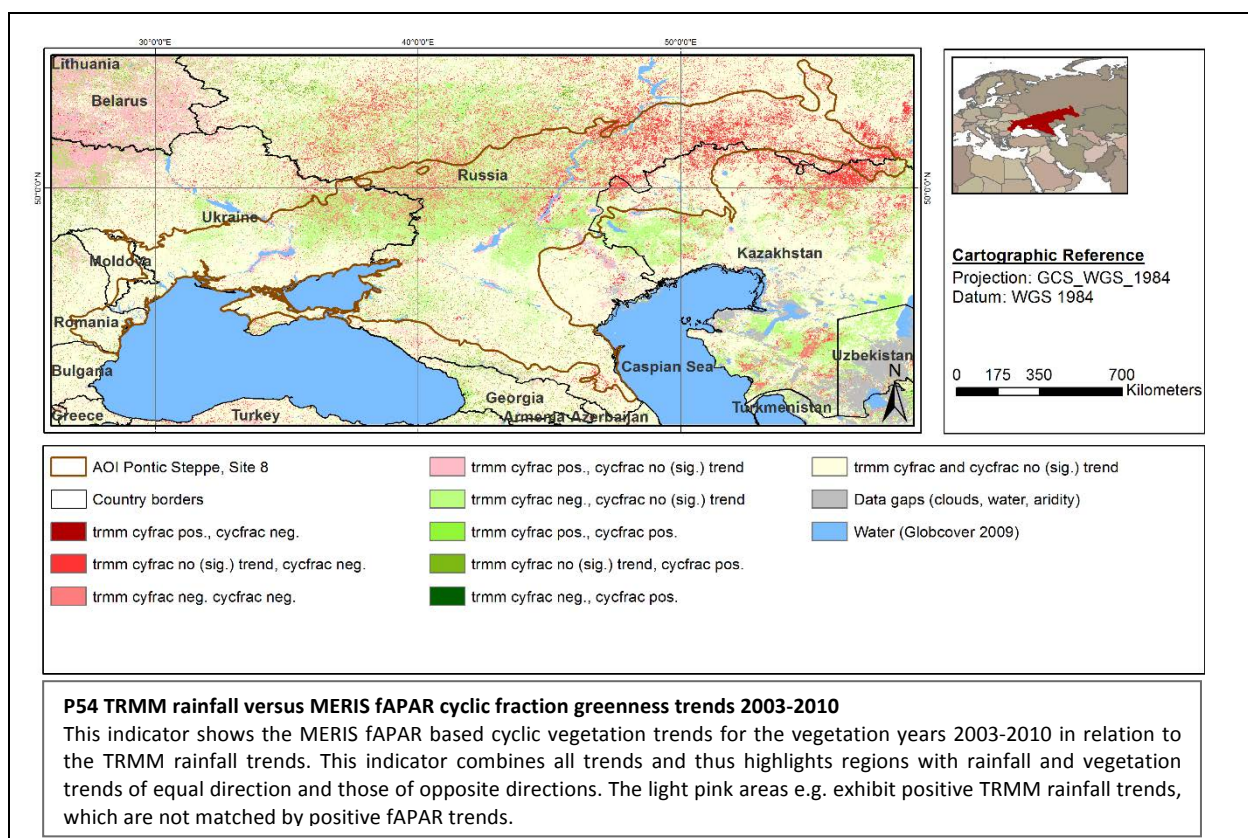 30°0'0"E 40°0'0"E 50°0'0"E
Lithuania
Belarus
Russia
50°0'0"N 50°0'0"N
Ukraine
Kazakhstan
Moldova
Romania
Uzbekistan
N
Bulgaria
Caspian Sea
Georgia
Greece Turkey Armenia Azerbaijan Turkmenistan
Cartographic Reference
Projection: GCS_WGS_1984
Datum: WGS 1984
0 175 350 700
Kilometers
AOI Pontic Steppe, Site 8
Country borders
trmm cyfrac pos., cycfrac neg.
trmm cyfrac no (sig.) trend, cycfrac neg.
trmm cyfrac neg. cycfrac neg.
trmm cyfrac pos., cycfrac no (sig.) trend
trmm cyfrac neg., cycfrac no (sig.) trend
trmm cyfrac pos., cycfrac pos.
trmm cyfrac no (sig.) trend, cycfrac pos.
trmm cyfrac neg., cycfrac pos.
trmm cyfrac and cycfrac no (sig.) trend
Data gaps (clouds, water, aridity)
Water (Globcover 2009)
P54 TRMM rainfall versus MERIS fAPAR cyclic fraction greenness trends 2003-2010
This indicator shows the MERIS fAPAR based cyclic vegetation trends for the vegetation years 2003-2010 in relation to
the TRMM rainfall trends. This indicator combines all trends and thus highlights regions with rainfall and vegetation
trends of equal direction and those of opposite directions. The light pink areas e.g. exhibit positive TRMM rainfall trends,
which are not matched by positive fAPAR trends.